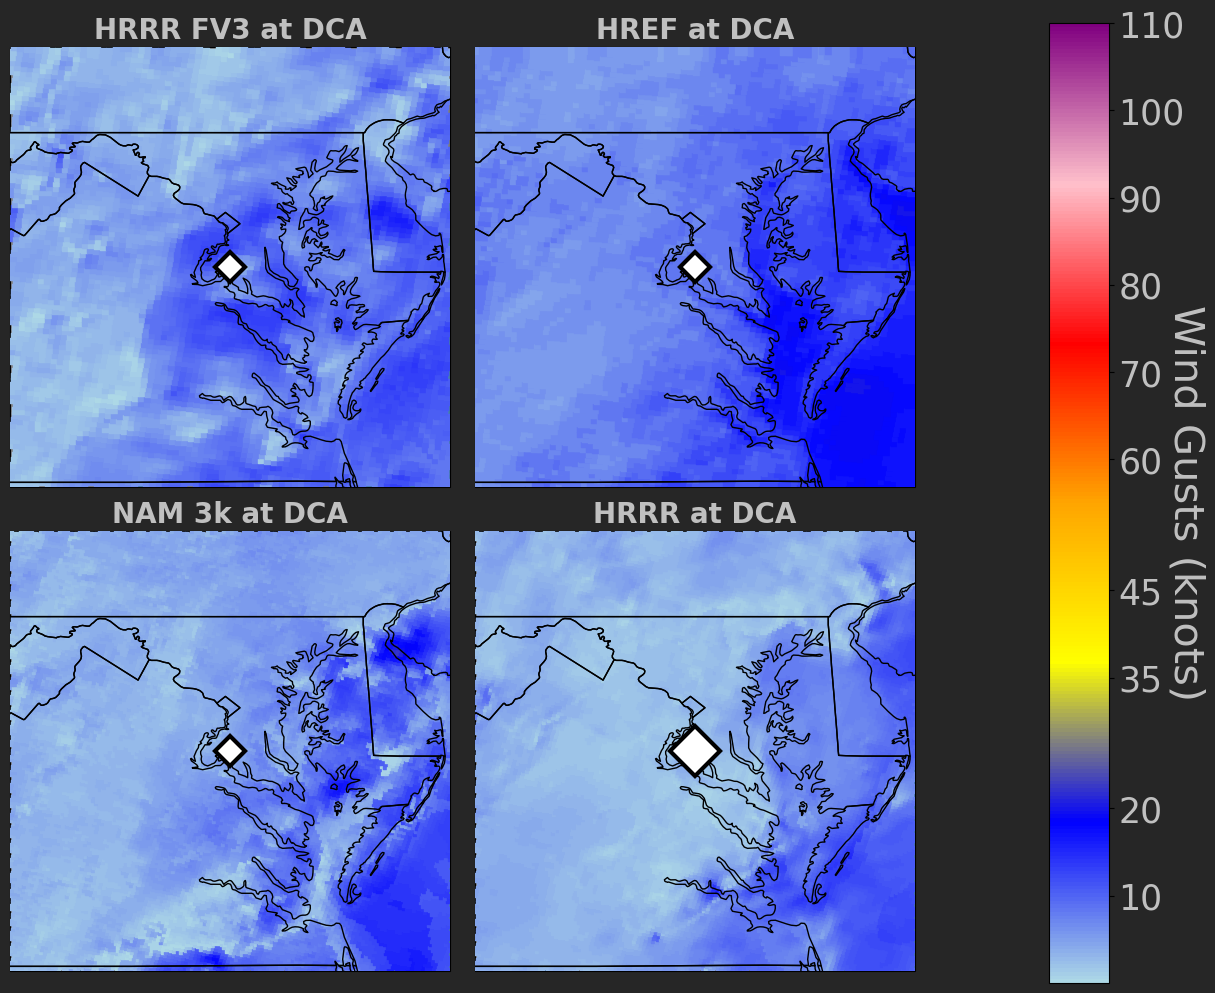 HRRR FV3 at DCA
HREF at DCA
NAM 3k at DCA
HRRR at DCA
110
100
90
80
70
60
45
35
20
10
Wind Gusts (knots)